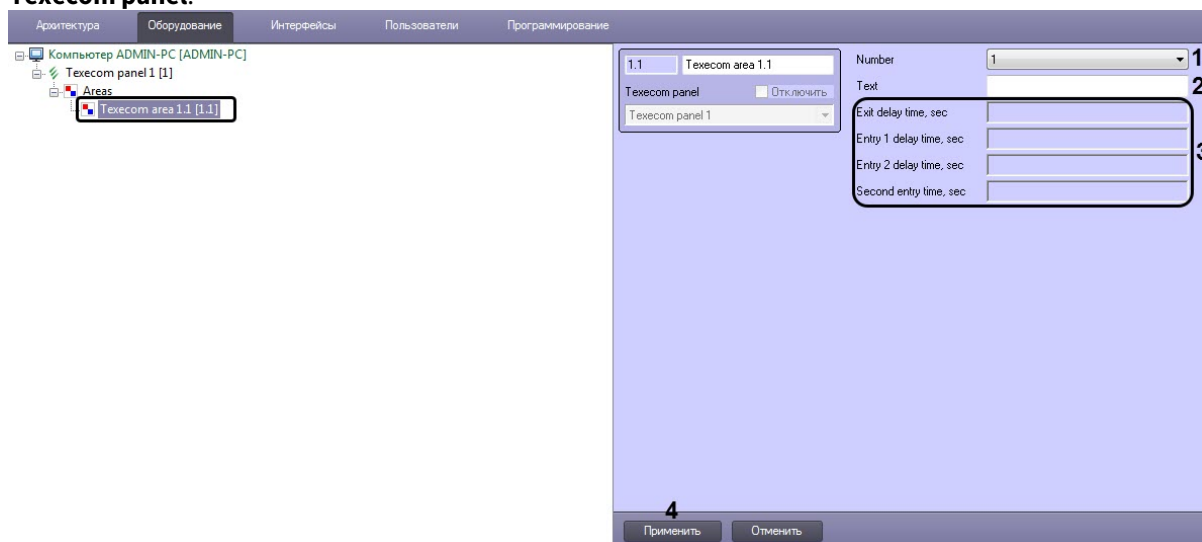 Texecom panel.
Архитектура Оборудование Интерфейсы Пользователи Программирование
Компьютер ADMIN-PC [ADMIN-PC]
Texecom panel 1 [1]
Areas
Texecom area 1.1 [1.1]
1.1 Texecom area 1.1
Texecom panel Отключить
Texecom panel 1
Number 1 1
Text 2
Exit delay time, sec
Entry 1 delay time, sec
3
Entry 2 delay time, sec
Second entry time, sec
4
Применить Отменить